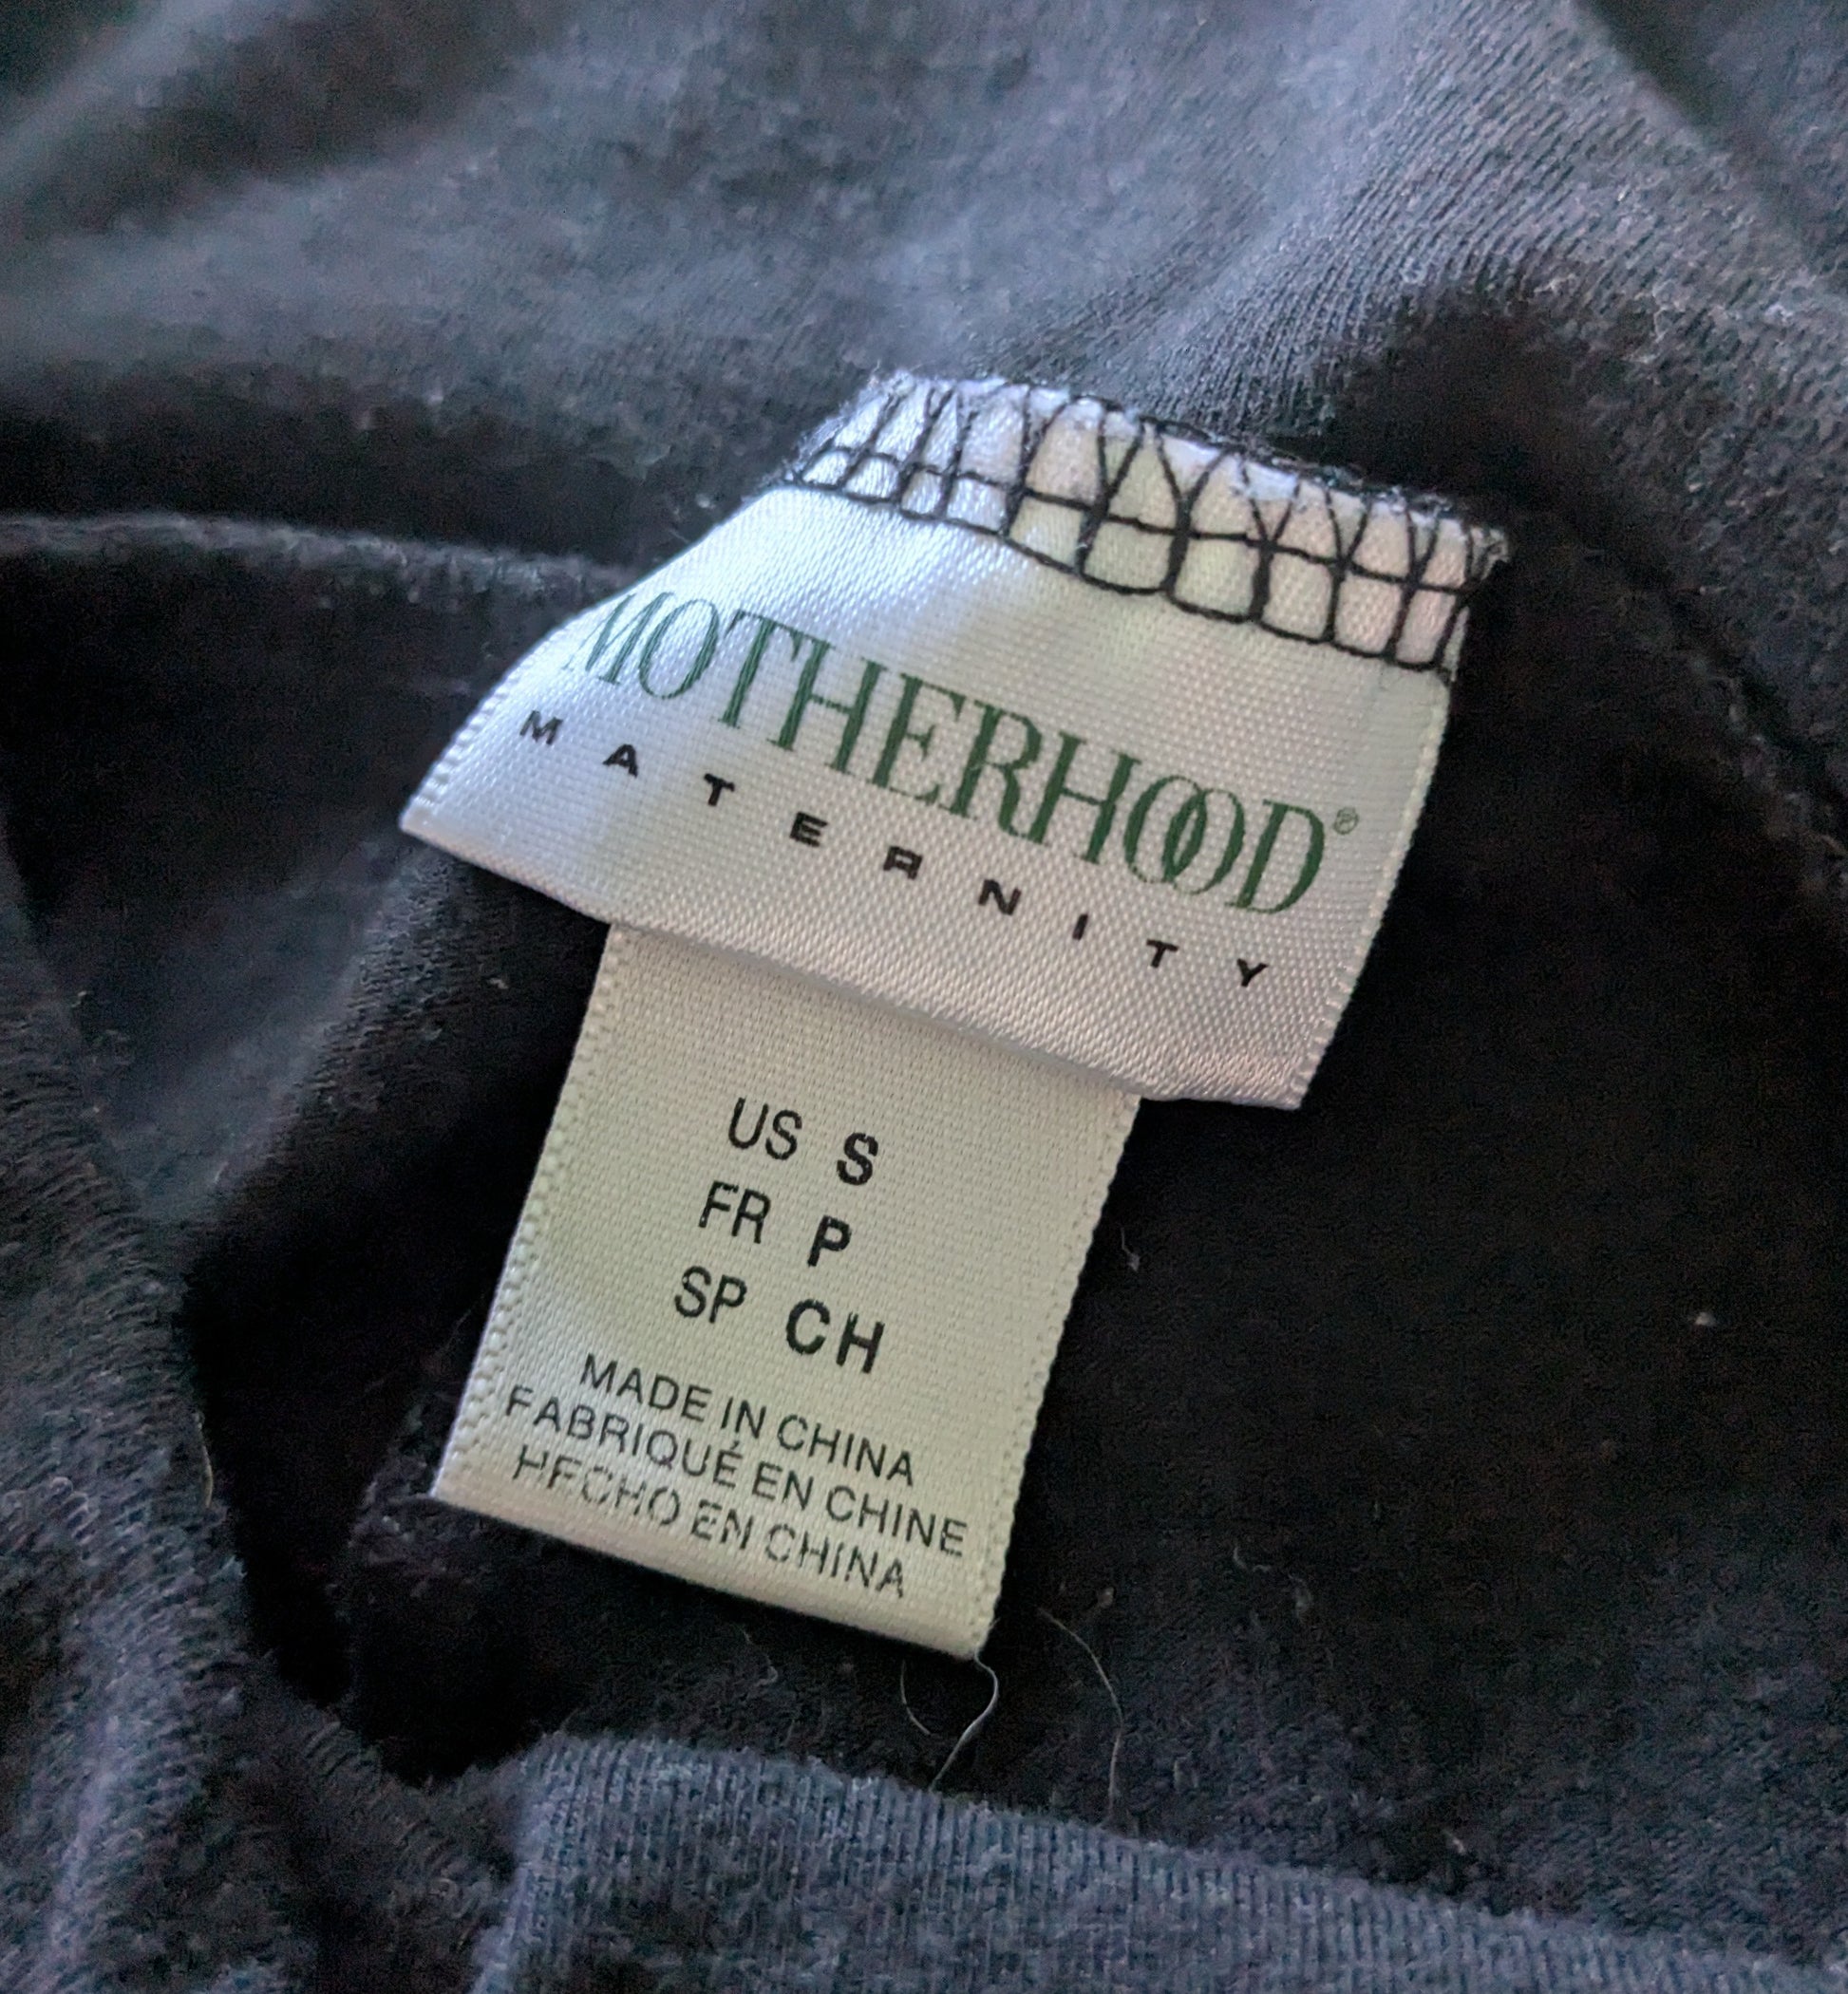 MOTHERHOOD®
MATERNITY
US S
FR P
SP CH
MADE IN CHINA
FABRIQUÉ EN CHINE
HECHO EN CHINA